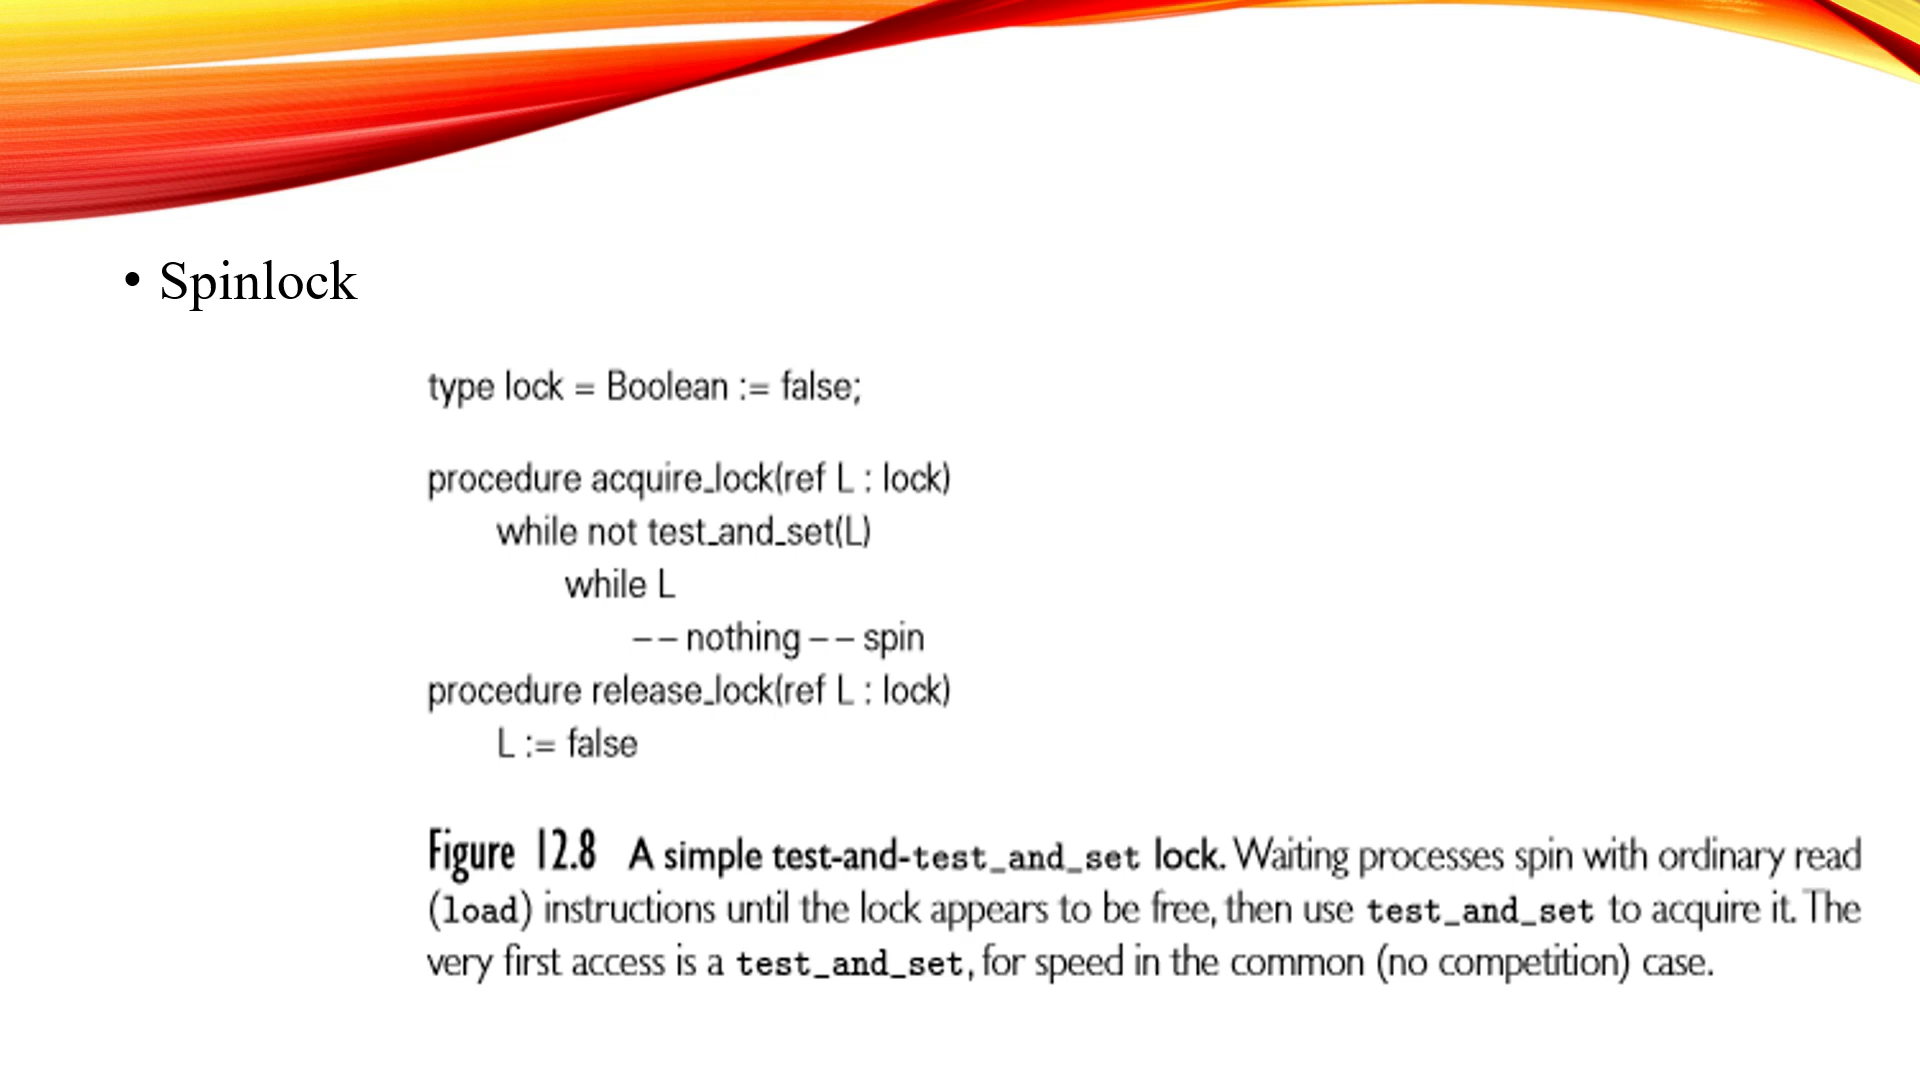 • Spinlock
type lock = Boolean := false;
procedure acquire_lock(ref L : lock)
while not test_and_set(L)
while L
–– nothing –– spin
procedure release_lock(ref L : lock)
L := false
Figure 12.8 A simple test-and-test_and_set lock. Waiting processes spin with ordinary read
(load) instructions until the lock appears to be free, then use test_and_set to acquire it. The
very first access is a test_and_set, for speed in the common (no competition) case.